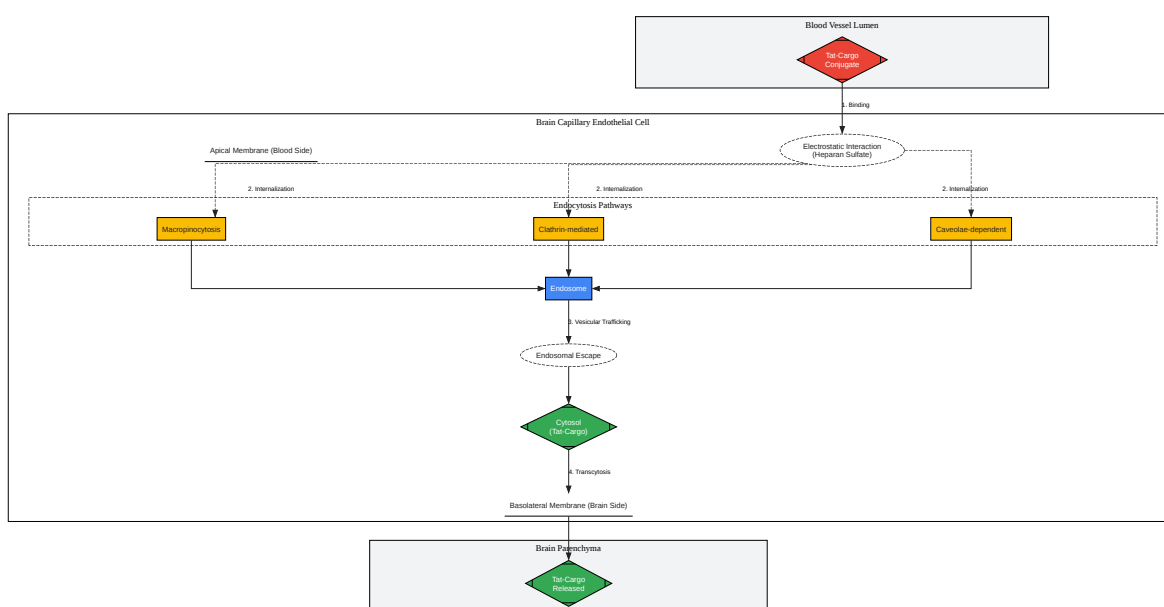 Blood Vessel Lumen
Tat-Cargo
Conjugate
1. Binding
Brain Capillary Endothelial Cell
Apical Membrane (Blood Side)
Electrostatic Interaction
(Heparan Sulfate)
2. Internalization
2. Internalization
2. Internalization
Endocytosis Pathways
Macropinocytosis
Clathrin-mediated
Caveolae-dependent
Endosome
3. Vesicular Trafficking
Endosomal Escape
Cytosol
(Tat-Cargo)
4. Transcytosis
Basolateral Membrane (Brain Side)
Brain Parenchyma
Tat-Cargo
Released